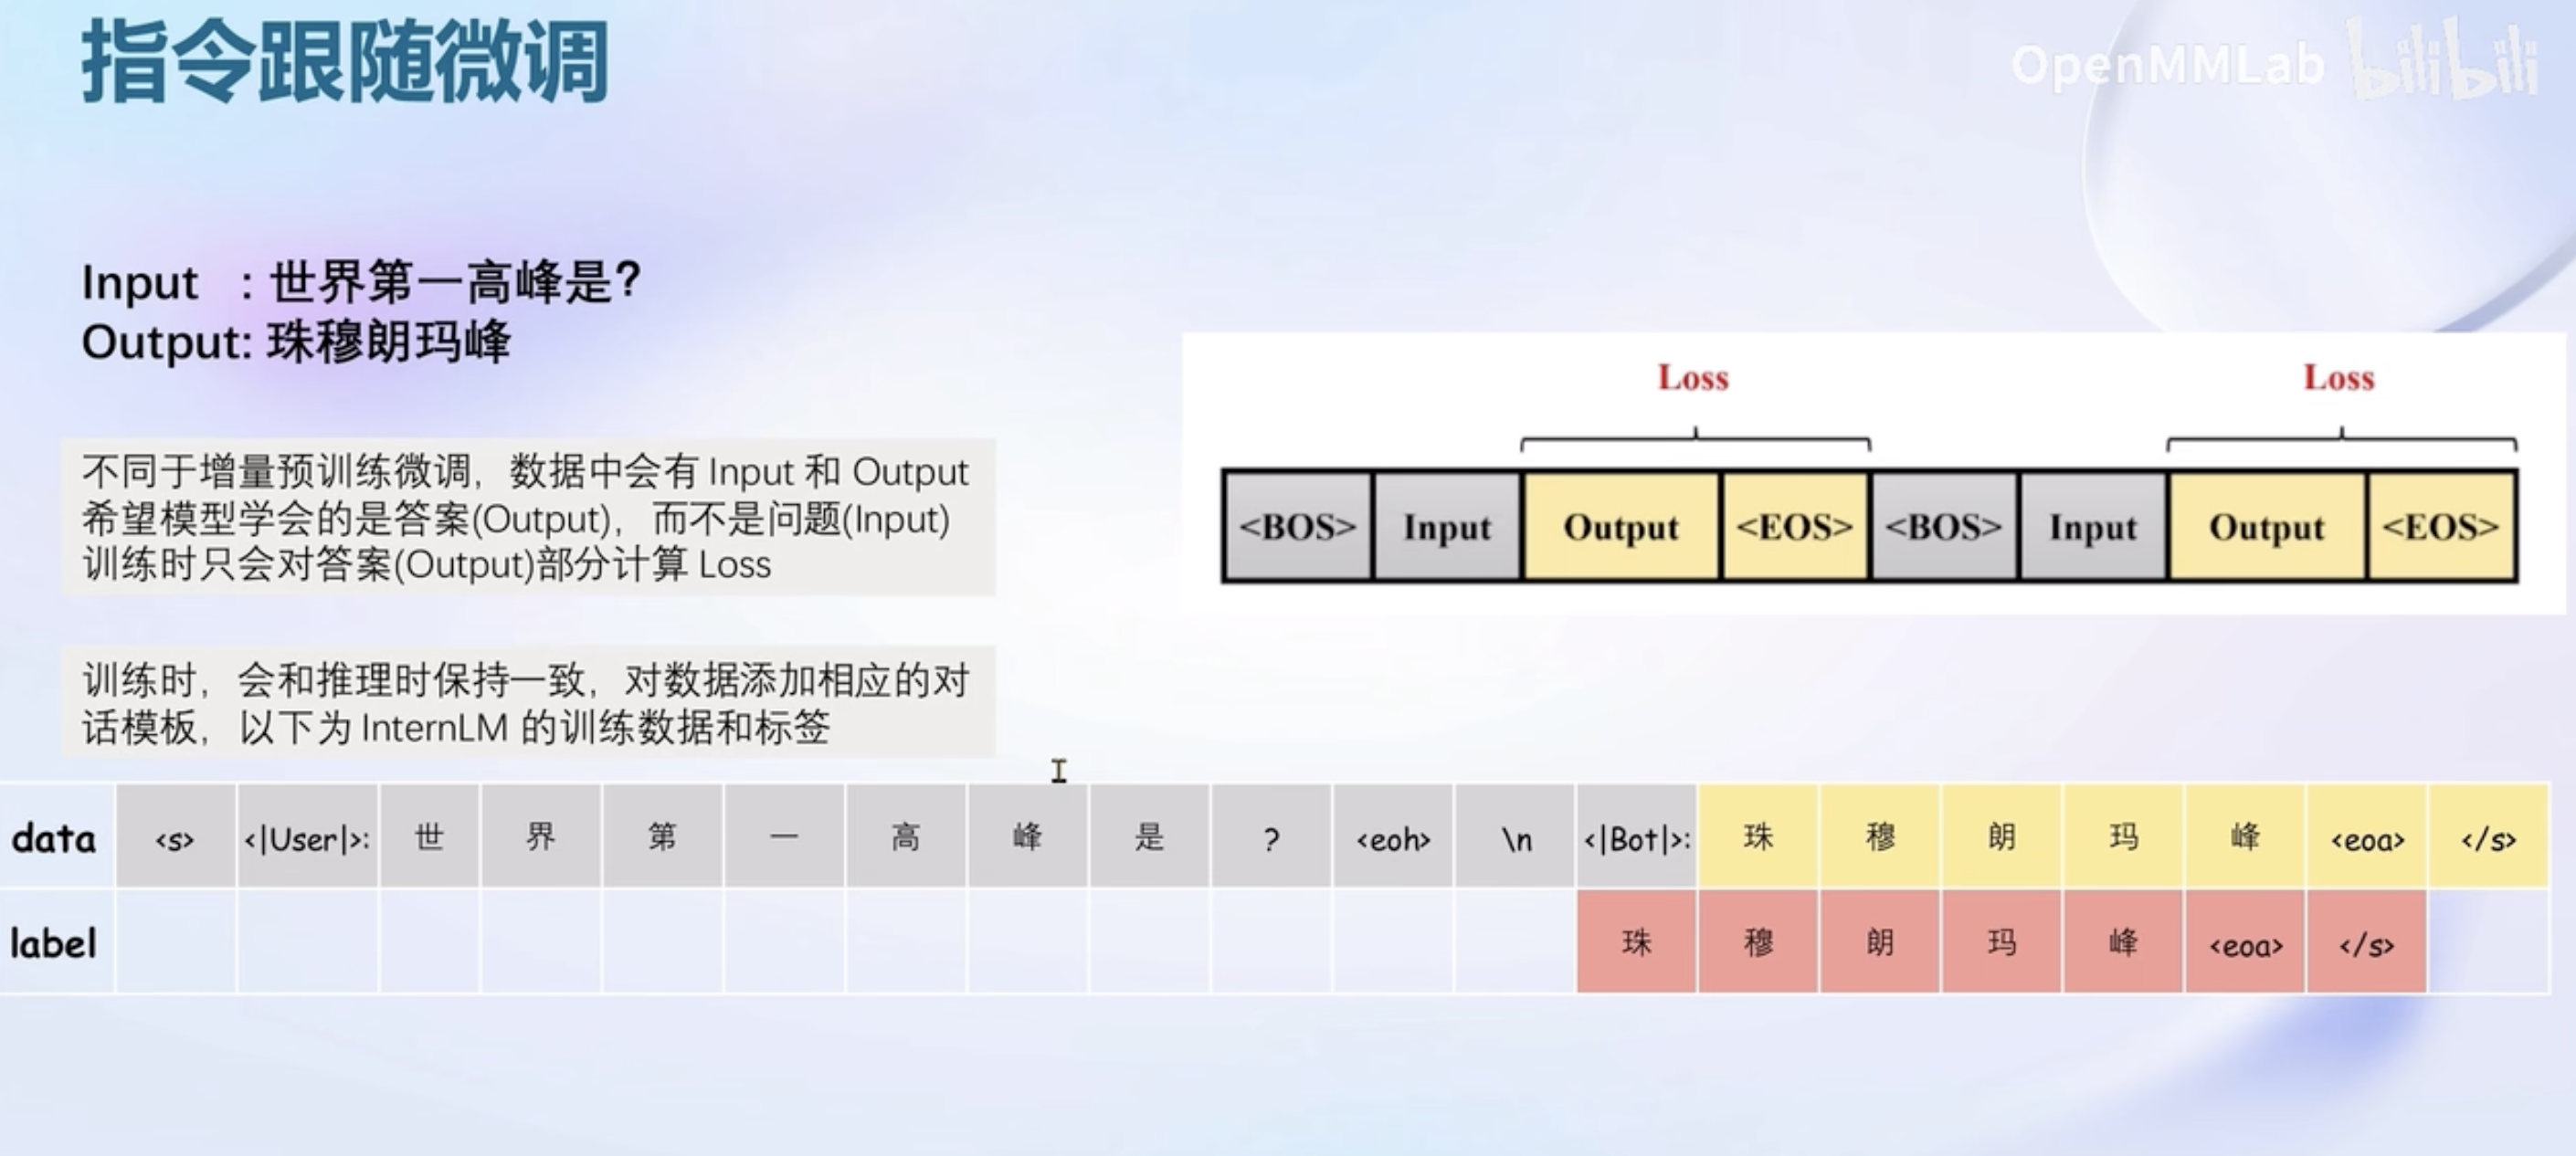 指令跟随微调
OpenMMLab bilibili
Input : 世界第一高峰是?
Output: 珠穆朗玛峰
不同于增量预训练微调，数据中会有 Input 和 Output
希望模型学会的是答案(Output)，而不是问题(Input)
训练时只会对答案(Output)部分计算 Loss
Loss Loss
<BOS> Input Output <EOS> <BOS> Input Output <EOS>
训练时，会和推理时保持一致，对数据添加相应的对
话模板，以下为 InternLM 的训练数据和标签
data <s> <|User|>: 世 界 第 一 高 峰 是 ? <eoh> \n <|Bot|>: 珠 穆 朗 玛 峰 <eoa> </s>
label 珠 穆 朗 玛 峰 <eoa> </s>